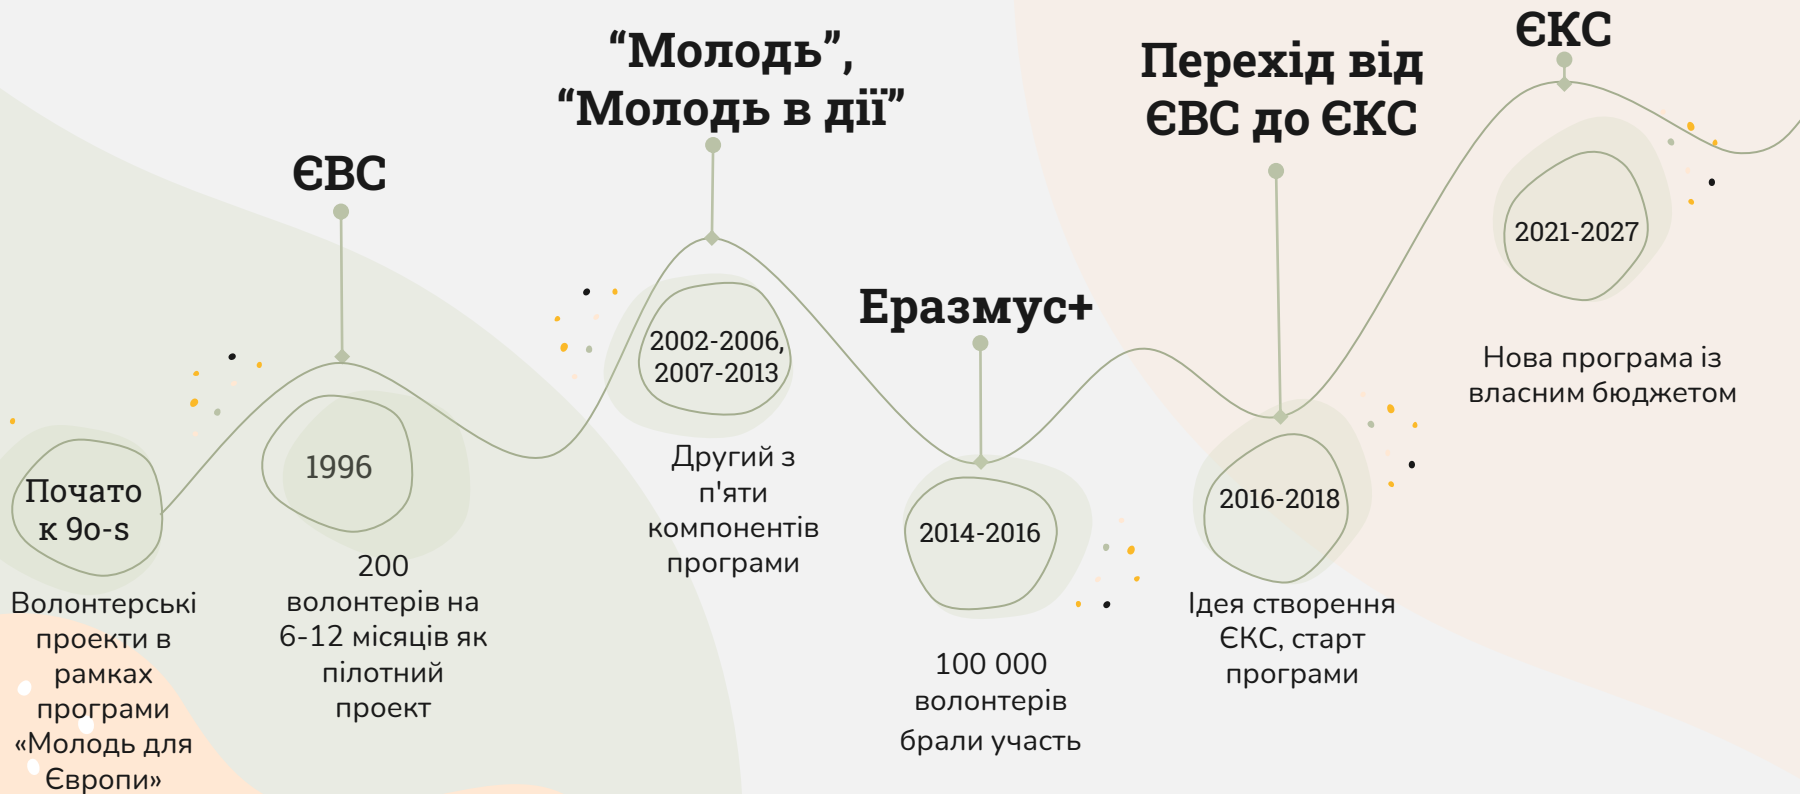 Почато
к 90-s
Волонтерські
проекти в
рамках
програми
«Молодь для
Європи»
ЄВС
1996
200
волонтерів на
6-12 місяців як
пілотний
проект
“Молодь”,
“Молодь в дії”
2002-2006,
2007-2013
Другий з
п'яти
компонентів
програми
Еразмус+
2014-2016
100 000
волонтерів
брали участь
Перехід від
ЄВС до ЄКС
2016-2018
Ідея створення
ЄКС, старт
програми
ЄКС
2021-2027
Нова програма із
власним бюджетом